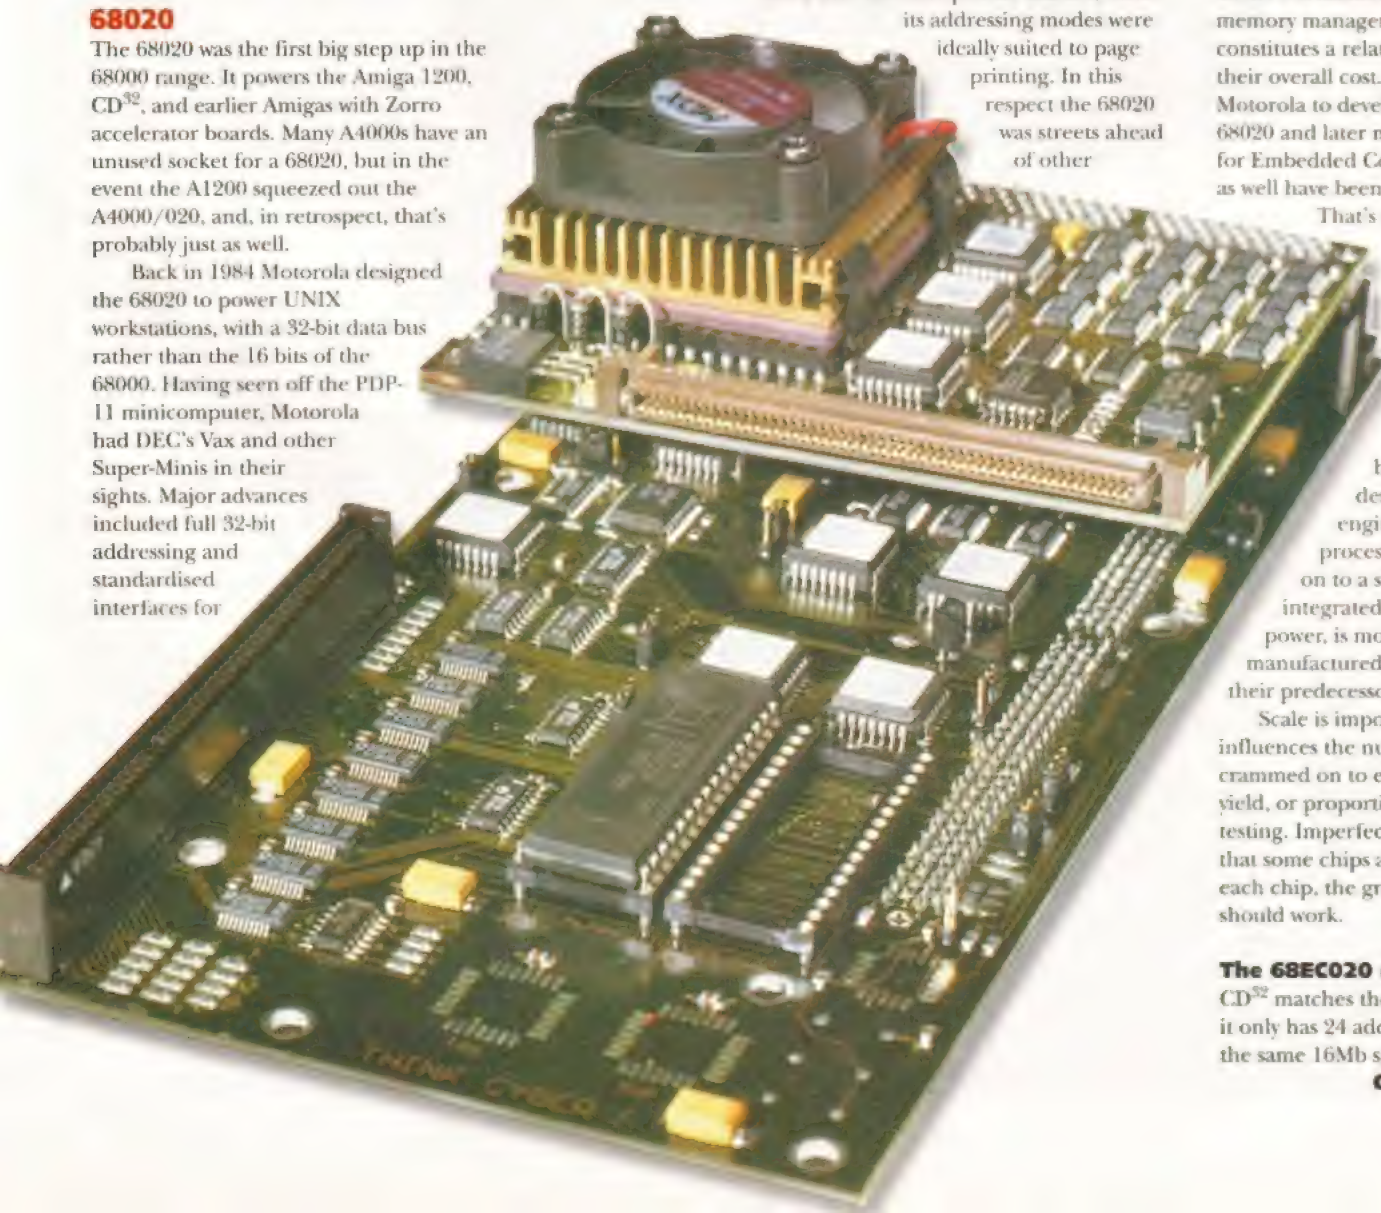 68020
The 68020 was the first big step up in the
68000 range. It powers the Amiga 1200,
CD³², and earlier Amigas with Zorro
accelerator boards. Many A4000s have an
unused socket for a 68020, but in the
event the A1200 squeezed out the
A4000/020, and, in retrospect, that's
probably just as well.
Back in 1984 Motorola designed
the 68020 to power UNIX
workstations, with a 32-bit data bus
rather than the 16 bits of the
68000. Having seen off the PDP-
11 minicomputer, Motorola
had DEC's Vax and other
Super-Minis in their
sights. Major advances
included full 32-bit
addressing and
standardised
interfaces for
its addressing modes were
ideally suited to page
printing. In this
respect the 68020
was streets ahead
of other
memory manage
constitutes a rela
their overall cost.
Motorola to deve
68020 and later
for Embedded C
as well have been
That's
de
engi
proces
on to a s
integrated
power, is mo
manufactured
their predecesso
Scale is impo
influences the nu
crammed on to e
yield, or proporti
testing. Imperfec
that some chips a
each chip, the gr
should work.
The 68EC020
CD³² matches the
it only has 24 add
the same 16Mb s
THINK CYBER